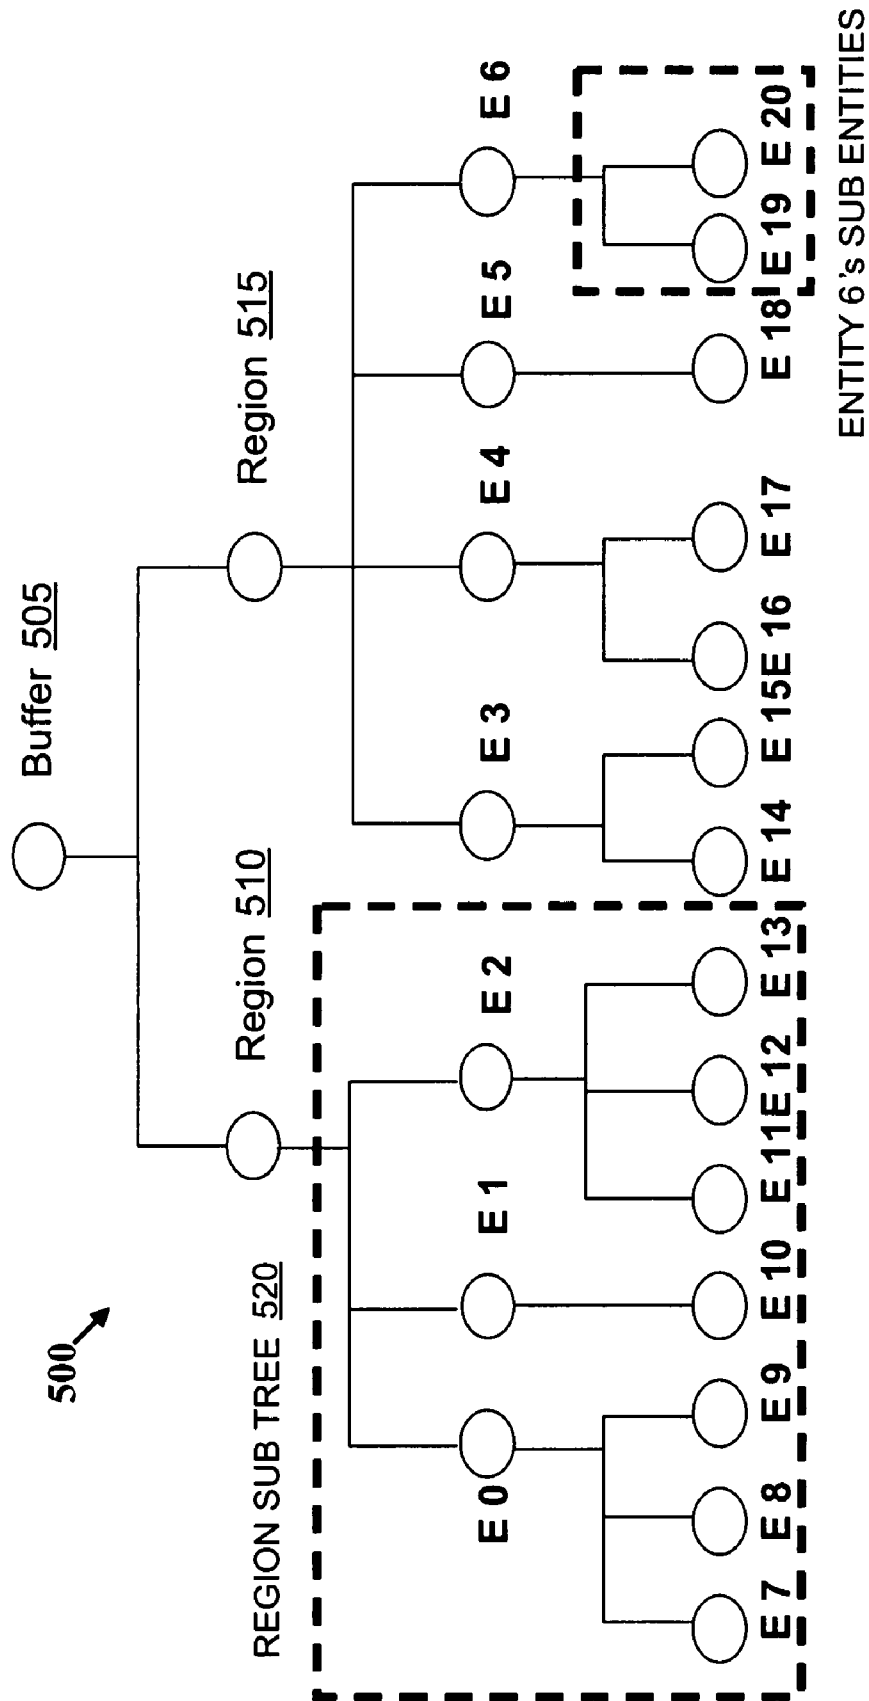 500
Buffer 505
Region 510
Region 515
REGION SUB TREE 520
E 0
E 1
E 2
E 3
E 4
E 5
E 6
E 7
E 8
E 9
E 10
E 11
E 12
E 13
E 14
E 15
E 16
E 17
E 18
E 19
E 20
ENTITY 6's SUB ENTITIES